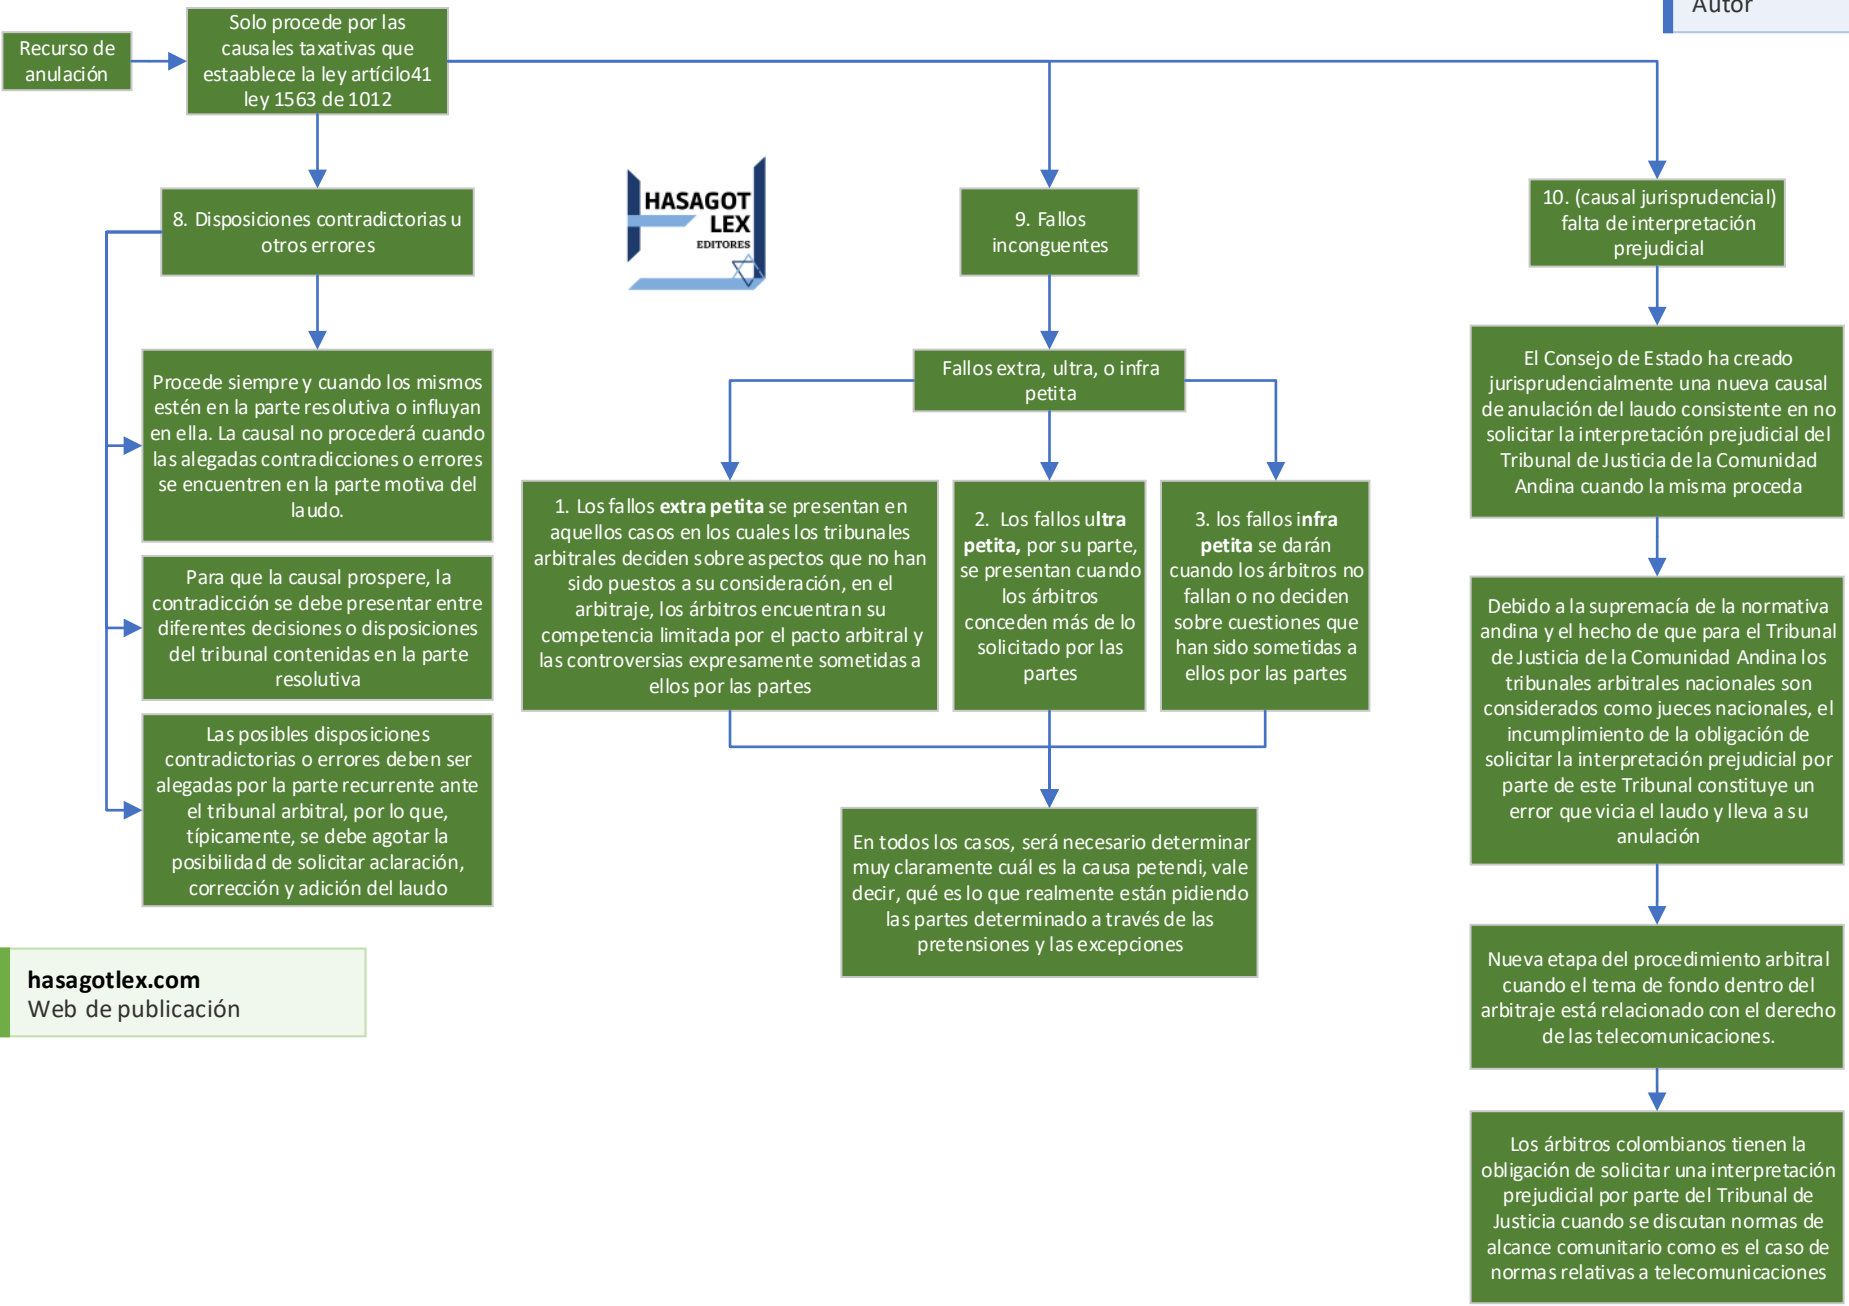 Autor
Recurso de
anulación
Solo procede por las
causales taxativas que
estaablece la ley artícilo41
ley 1563 de 1012
8. Disposiciones contradictorias u
otros errores
HASAGOT
LEX
EDITORES
9. Fallos
inconguentes
10. (causal jurisprudencial)
falta de interpretación
prejudicial
Procede siempre y cuando los mismos
estén en la parte resolutiva o influyan
en ella. La causal no procederá cuando
las alegadas contradicciones o errores
se encuentren en la parte motiva del
laudo.
Para que la causal prospere, la
contradicción se debe presentar entre
diferentes decisiones o disposiciones
del tribunal contenidas en la parte
resolutiva
Las posibles disposiciones
contradictorias o errores deben ser
alegadas por la parte recurrente ante
el tribunal arbitral, por lo que,
típicamente, se debe agotar la
posibilidad de solicitar aclaración,
corrección y adición del laudo
Fallos extra, ultra, o infra
petita
1. Los fallos extra petita se presentan en
aquellos casos en los cuales los tribunales
arbitrales deciden sobre aspectos que no han
sido puestos a su consideración, en el
arbitraje, los árbitros encuentran su
competencia limitada por el pacto arbitral y
las controversias expresamente sometidas a
ellos por las partes
2. Los fallos ultra
petita, por su parte,
se presentan cuando
los árbitros
conceden más de lo
solicitado por las
partes
3. los fallos infra
petita se darán
cuando los árbitros no
fallan o no deciden
sobre cuestiones que
han sido sometidas a
ellos por las partes
En todos los casos, será necesario determinar
muy claramente cuál es la causa petendi, vale
decir, qué es lo que realmente están pidiendo
las partes determinado a través de las
pretensiones y las excepciones
El Consejo de Estado ha creado
jurisprudencialmente una nueva causal
de anulación del laudo consistente en no
solicitar la interpretación prejudicial del
Tribunal de Justicia de la Comunidad
Andina cuando la misma proceda
Debido a la supremacía de la normativa
andina y el hecho de que para el Tribunal
de Justicia de la Comunidad Andina los
tribunales arbitrales nacionales son
considerados como jueces nacionales, el
incumplimiento de la obligación de
solicitar la interpretación prejudicial por
parte de este Tribunal constituye un
error que vicia el laudo y lleva a su
anulación
Nueva etapa del procedimiento arbitral
cuando el tema de fondo dentro del
arbitraje está relacionado con el derecho
de las telecomunicaciones.
Los árbitros colombianos tienen la
obligación de solicitar una interpretación
prejudicial por parte del Tribunal de
Justicia cuando se discutan normas de
alcance comunitario como es el caso de
normas relativas a telecomunicaciones
hasagotlex.com
Web de publicación